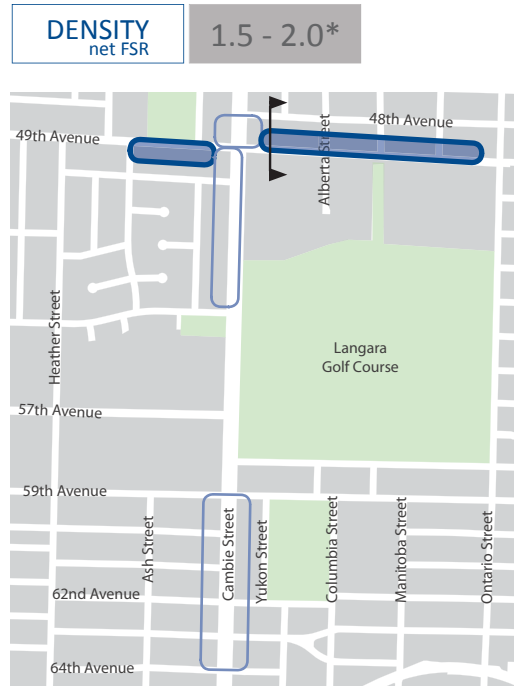 DENSITY
net FSR
1.5 - 2.0*
48th Avenue
49th Avenue
Alberta Street
Heather Street
Langara
Golf Course
57th Avenue
59th Avenue
Ash Street
Cambie Street
Yukon Street
Columbia Street
Manitoba Street
Ontario Street
62nd Avenue
64th Avenue